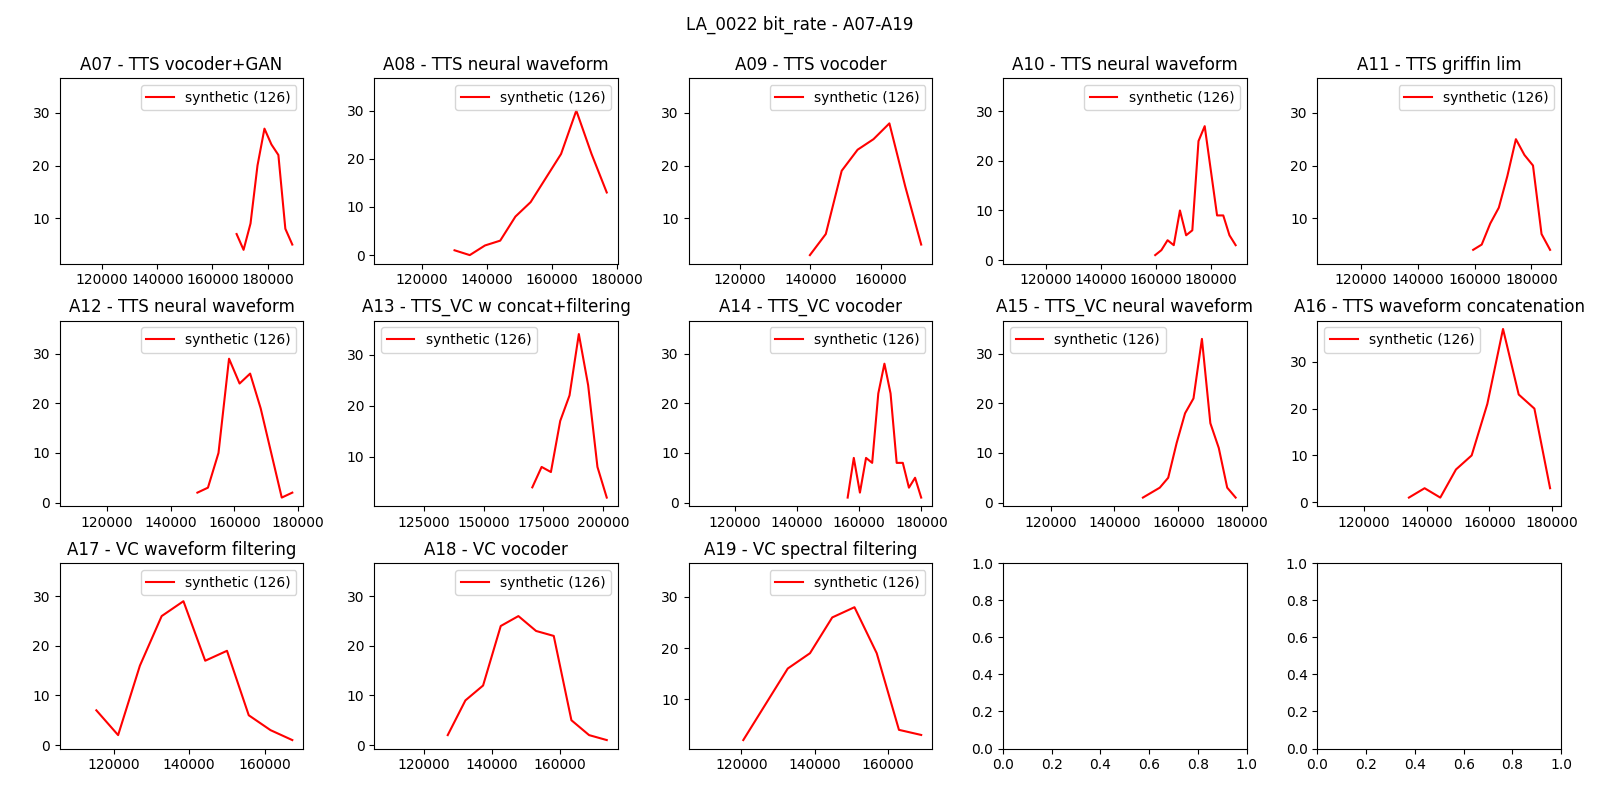 LA_0022 bit_rate - A07-A19
A07 - TTS vocoder+GAN
synthetic (126)
30
20
10
120000 140000 160000 180000
A08 - TTS neural waveform
synthetic (126)
30
20
10
0
120000 140000 160000 180000
A09 - TTS vocoder
synthetic (126)
30
20
10
120000 140000 160000
A10 - TTS neural waveform
synthetic (126)
30
20
10
0
120000 140000 160000 180000
A11 - TTS griffin lim
synthetic (126)
30
20
10
120000 140000 160000 180000
A12 - TTS neural waveform
synthetic (126)
30
20
10
0
120000 140000 160000 180000
A13 - TTS_VC w concat+filtering
synthetic (126)
30
20
10
125000 150000 175000 200000
A14 - TTS_VC vocoder
synthetic (126)
30
20
10
0
120000 140000 160000 180000
A15 - TTS_VC neural waveform
synthetic (126)
30
20
10
0
120000 140000 160000 180000
A16 - TTS waveform concatenation
synthetic (126)
30
20
10
0
120000 140000 160000 180000
A17 - VC waveform filtering
synthetic (126)
30
20
10
0
120000 140000 160000
A18 - VC vocoder
synthetic (126)
30
20
10
0
120000 140000 160000
A19 - VC spectral filtering
synthetic (126)
30
20
10
120000 140000 160000
1.0
0.8
0.6
0.4
0.2
0.0
0.0 0.2 0.4 0.6 0.8 1.0
1.0
0.8
0.6
0.4
0.2
0.0
0.0 0.2 0.4 0.6 0.8 1.0